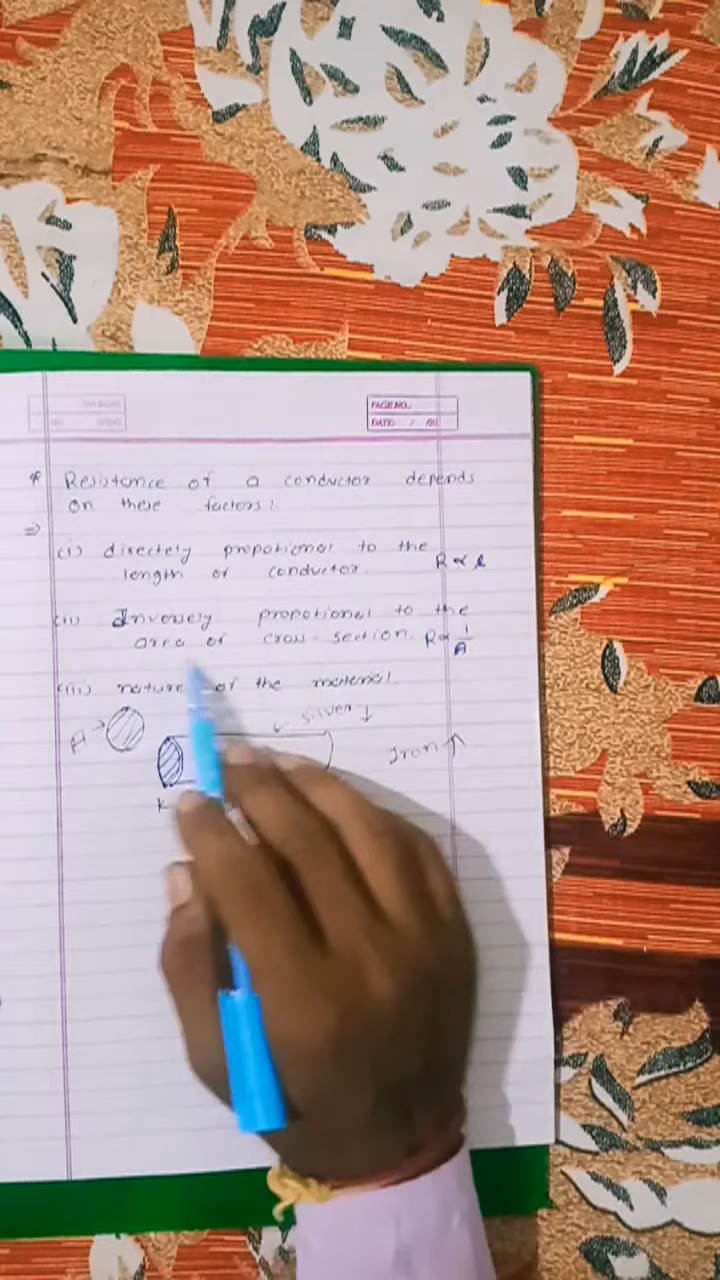 PAGE NO.:
DATE: / /
* Resistance of a conductor depends
on these factors:
⇒
(i) directely propotional to the
length of conductor. R ∝ l
(ii) Inversely propotional to the
area of cross-section. R ∝ 1/A
(iii) nature of the material.
A → ← silver ↓
Iron ↑